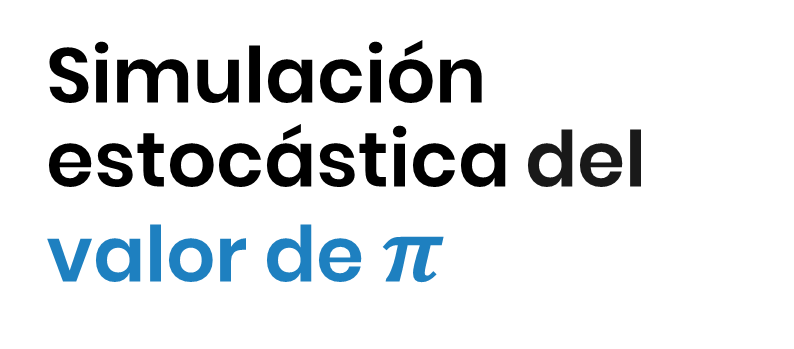 Simulación
estocástica del
valor de π